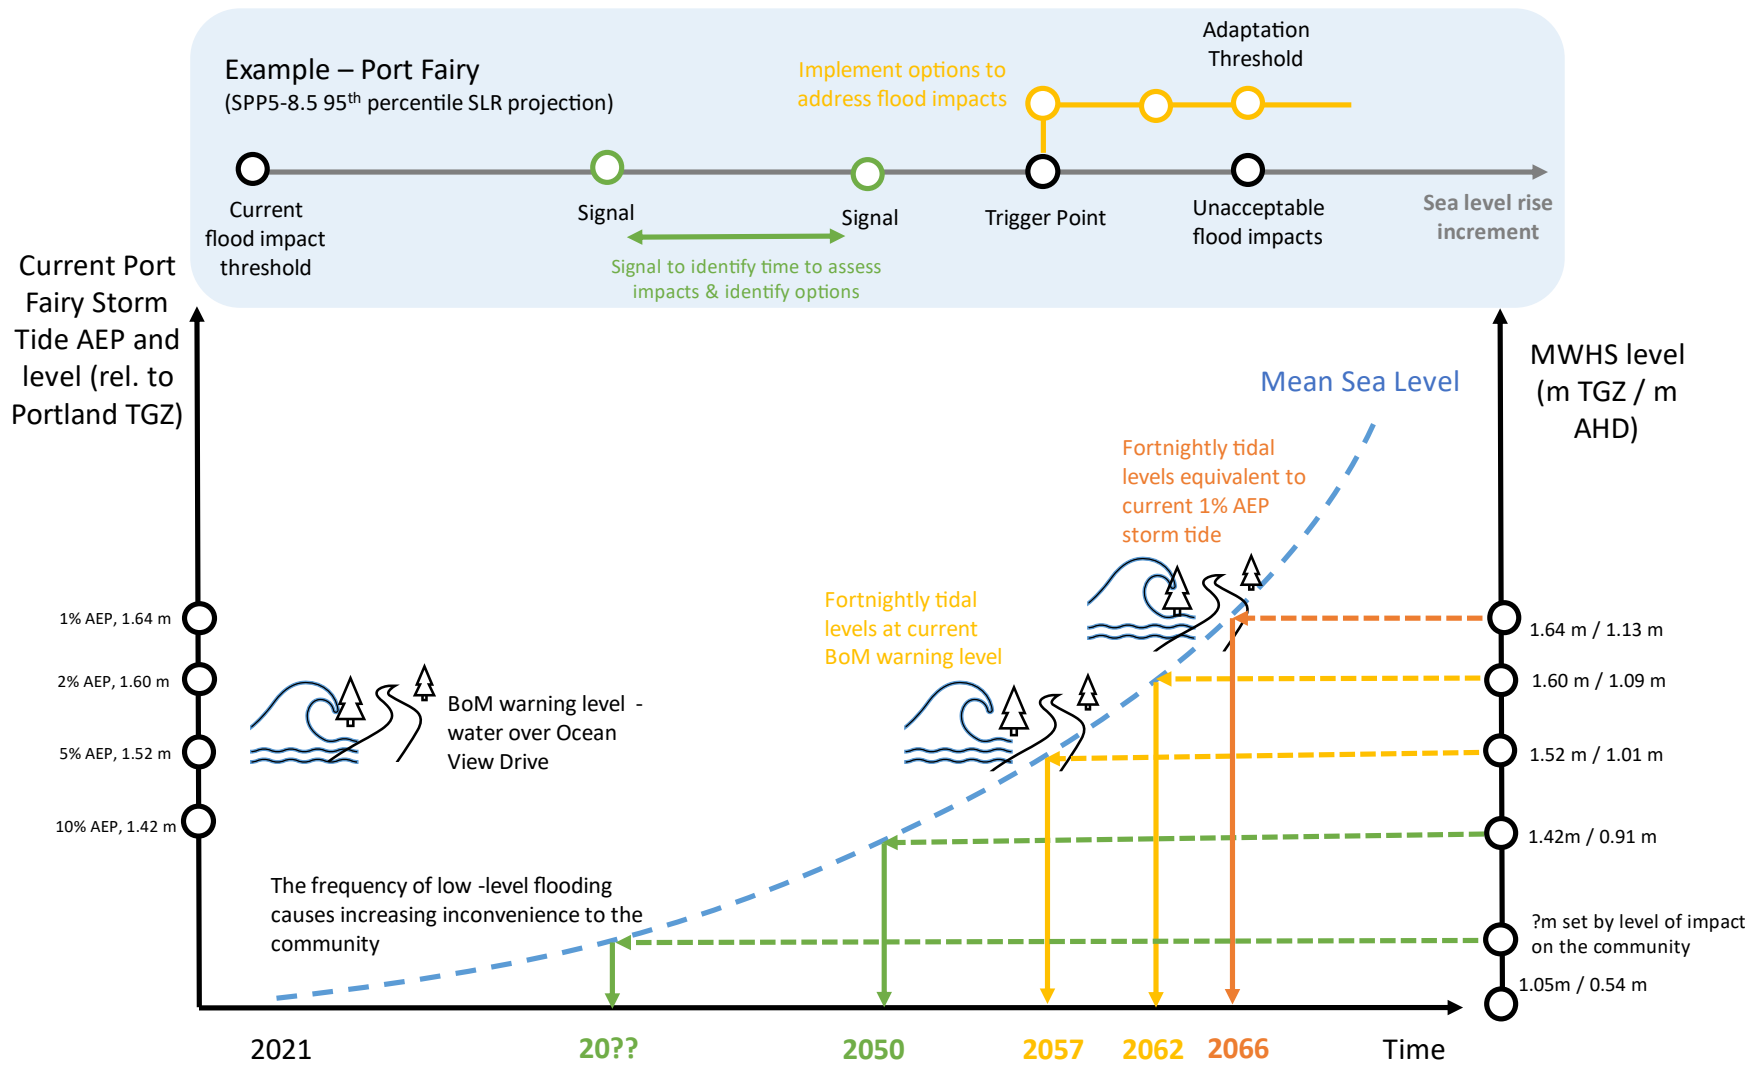 Example – Port Fairy
(SPP5-8.5 95th percentile SLR projection)
Implement options to
address flood impacts
Adaptation
Threshold
Current
flood impact
threshold
Signal
Signal
Trigger Point
Unacceptable
flood impacts
Sea level rise
increment
Signal to identify time to assess
impacts & identify options
Current Port
Fairy Storm
Tide AEP and
level (rel. to
Portland TGZ)
MWHS level
(m TGZ / m
AHD)
Mean Sea Level
Fortnightly tidal
levels equivalent to
current 1% AEP
storm tide
Fortnightly tidal
levels at current
BoM warning level
BoM warning level -
water over Ocean
View Drive
The frequency of low -level flooding
causes increasing inconvenience to the
community
1% AEP, 1.64 m
2% AEP, 1.60 m
5% AEP, 1.52 m
10% AEP, 1.42 m
1.64 m / 1.13 m
1.60 m / 1.09 m
1.52 m / 1.01 m
1.42m / 0.91 m
?m set by level of impact
on the community
1.05m / 0.54 m
2021
20??
2050
2057
2062
2066
Time